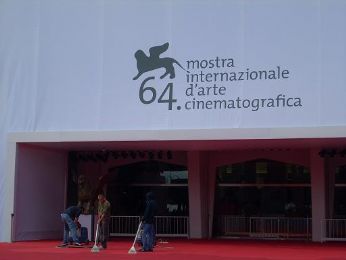 64. mostra
internazionale
d'arte
cinematografica